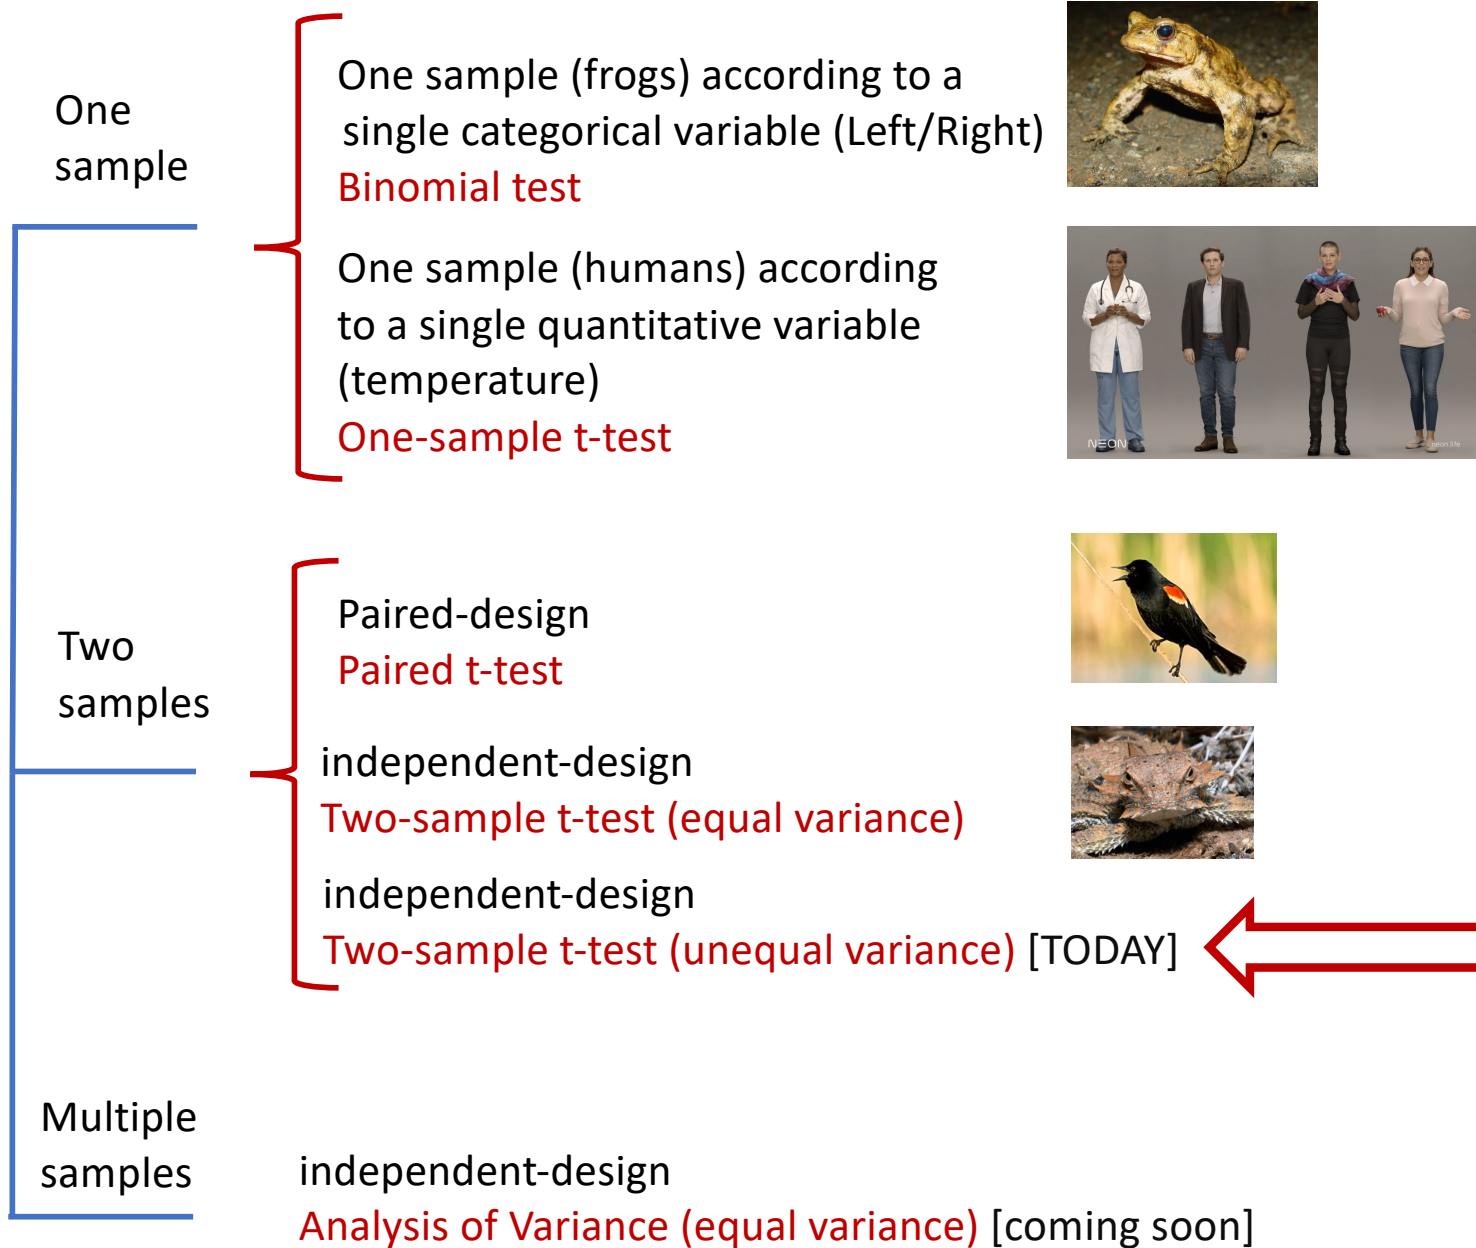 One
sample
One sample (frogs) according to a
single categorical variable (Left/Right)
Binomial test
One sample (humans) according
to a single quantitative variable
(temperature)
One-sample t-test
NEON
neon.life
Two
samples
Paired-design
Paired t-test
independent-design
Two-sample t-test (equal variance)
independent-design
Two-sample t-test (unequal variance) [TODAY]
Multiple
samples
independent-design
Analysis of Variance (equal variance) [coming soon]